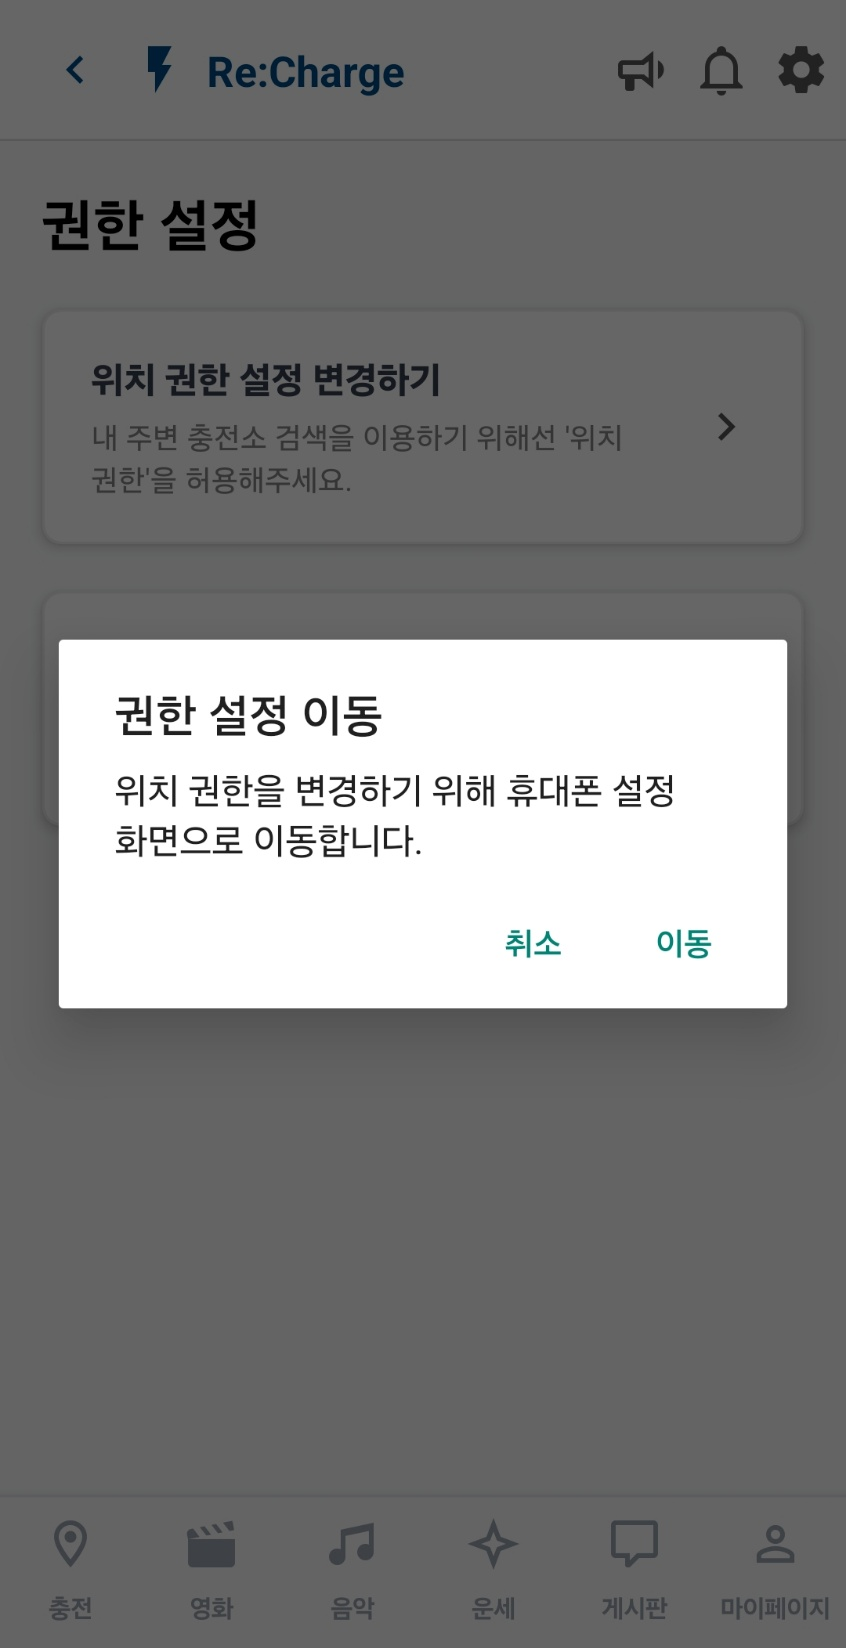 Re:Charge
권한 설정
위치 권한 설정 변경하기
내 주변 충전소 검색을 이용하기 위해선 '위치
권한'을 허용해주세요.
권한 설정 이동
위치 권한을 변경하기 위해 휴대폰 설정
화면으로 이동합니다.
취소 이동
충전 영화 음악 운세 게시판 마이페이지